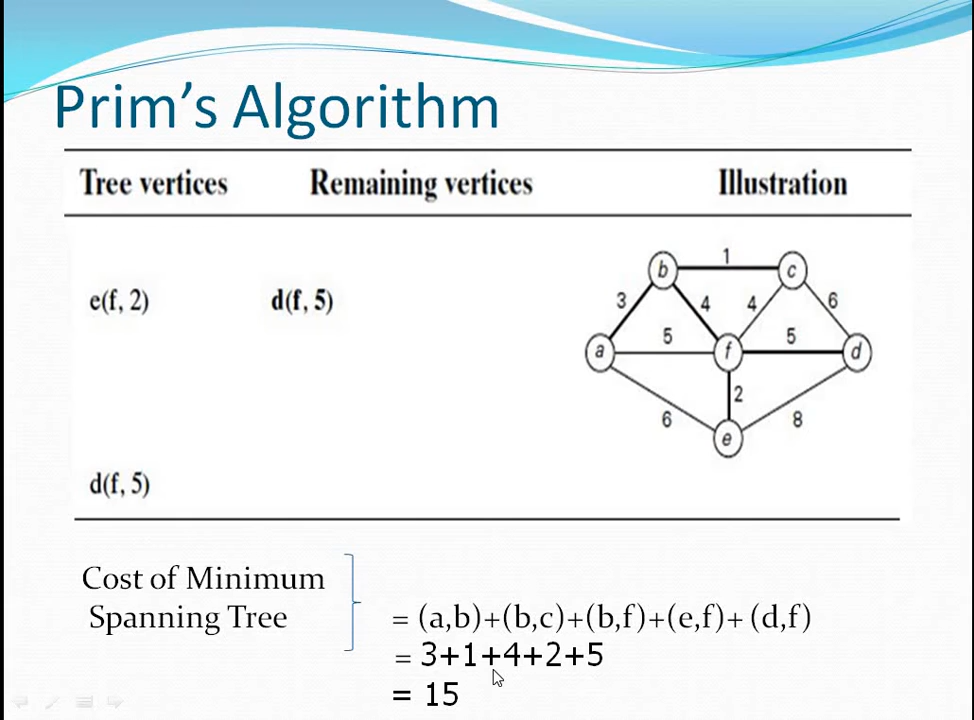 Prim's Algorithm
Tree vertices Remaining vertices Illustration
e(f, 2) d(f, 5)
1
b c
3 4 4 6
5 5
a f d
2
6 8
e
d(f, 5)
Cost of Minimum
Spanning Tree
= (a,b)+(b,c)+(b,f)+(e,f)+ (d,f)
= 3+1+4+2+5
= 15